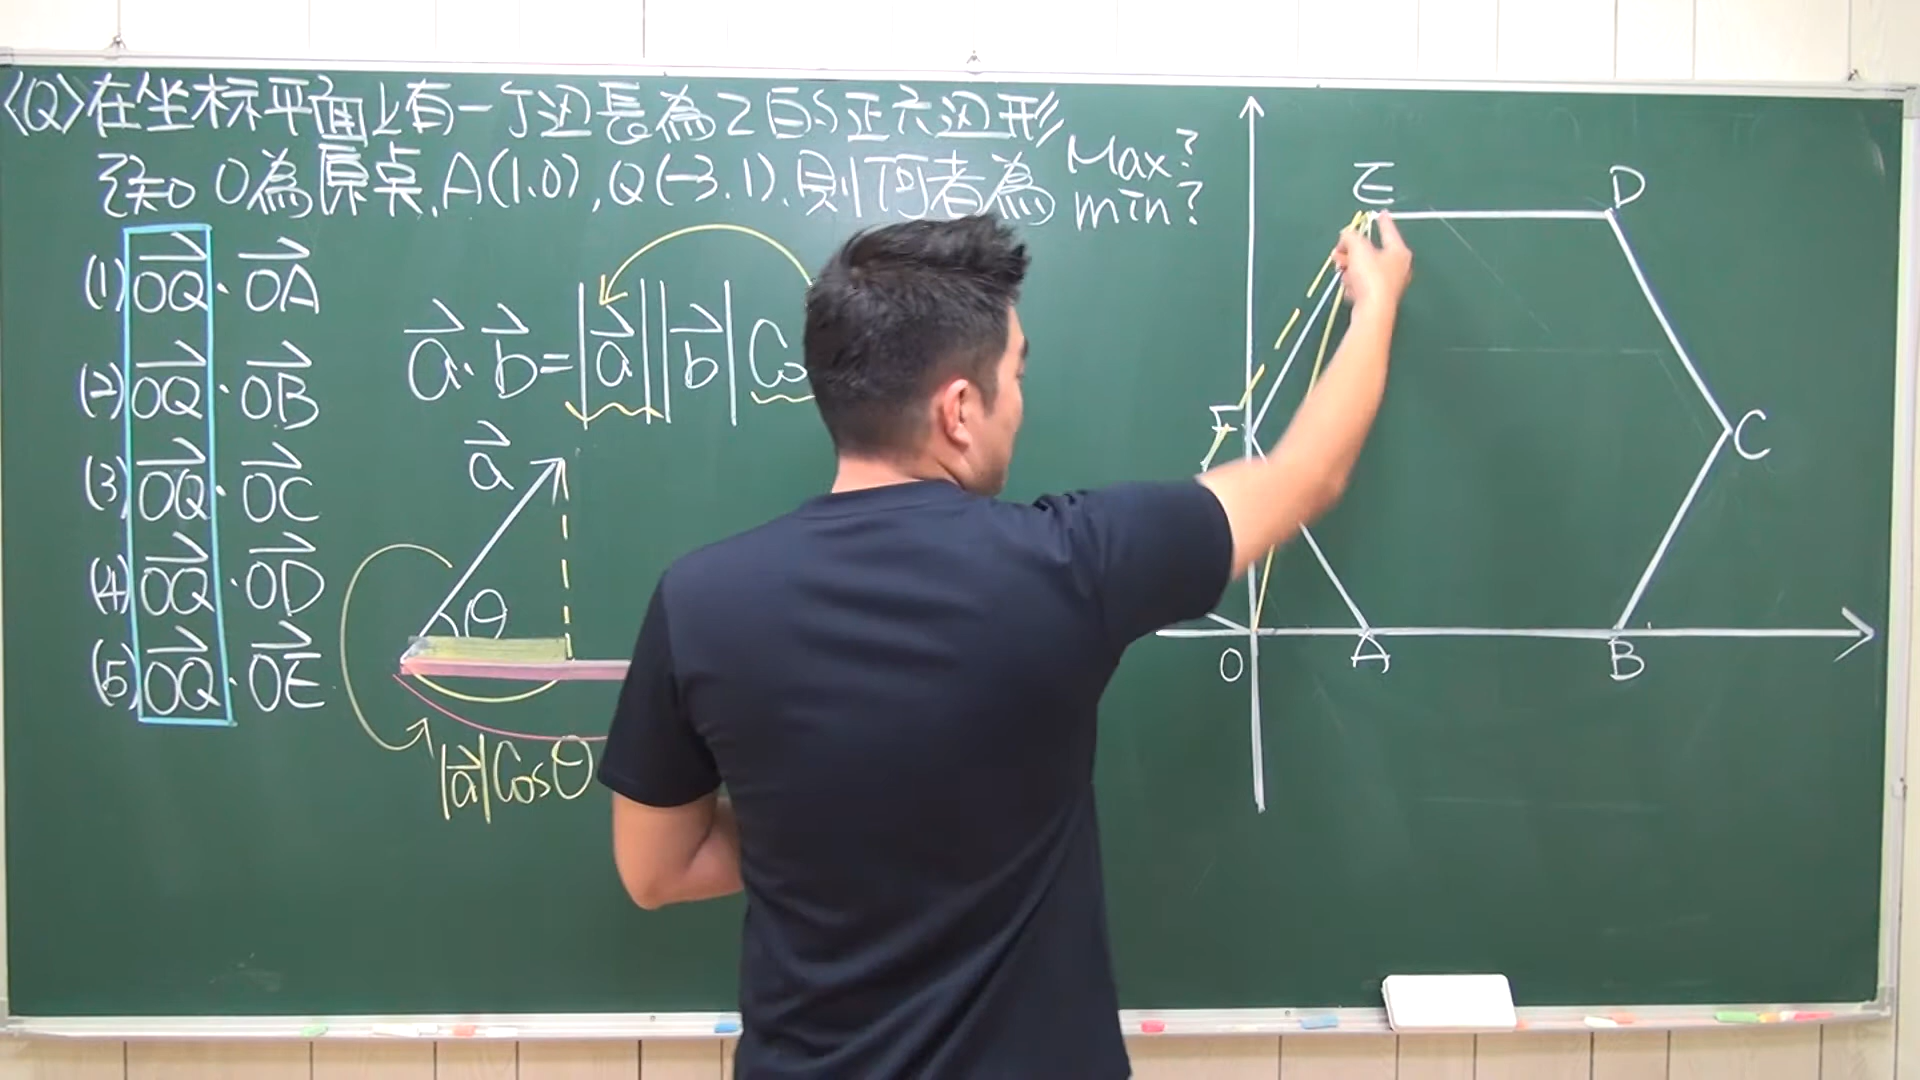 〈Q〉在坐标平面上有一个边長為2的正六边形
已知O為原点,A(1,0),Q(-3,1),則何者為 Max?
min?
(1) OQ・OA
(2) OQ・OB
(3) OQ・OC
(4) OQ・OD
(5) OQ・OE
a・b=|a||b|Cos
a
θ
|a|Cosθ
E
D
F
C
O
A
B